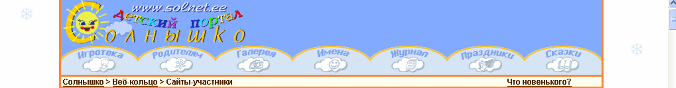 www.solnet.ee
Детский портал
Солнышко
Игротека Родителям Галерея Имена Журнал Праздники Сказки
Солнышко > Веб-кольцо > Сайты-участники Что новенького?